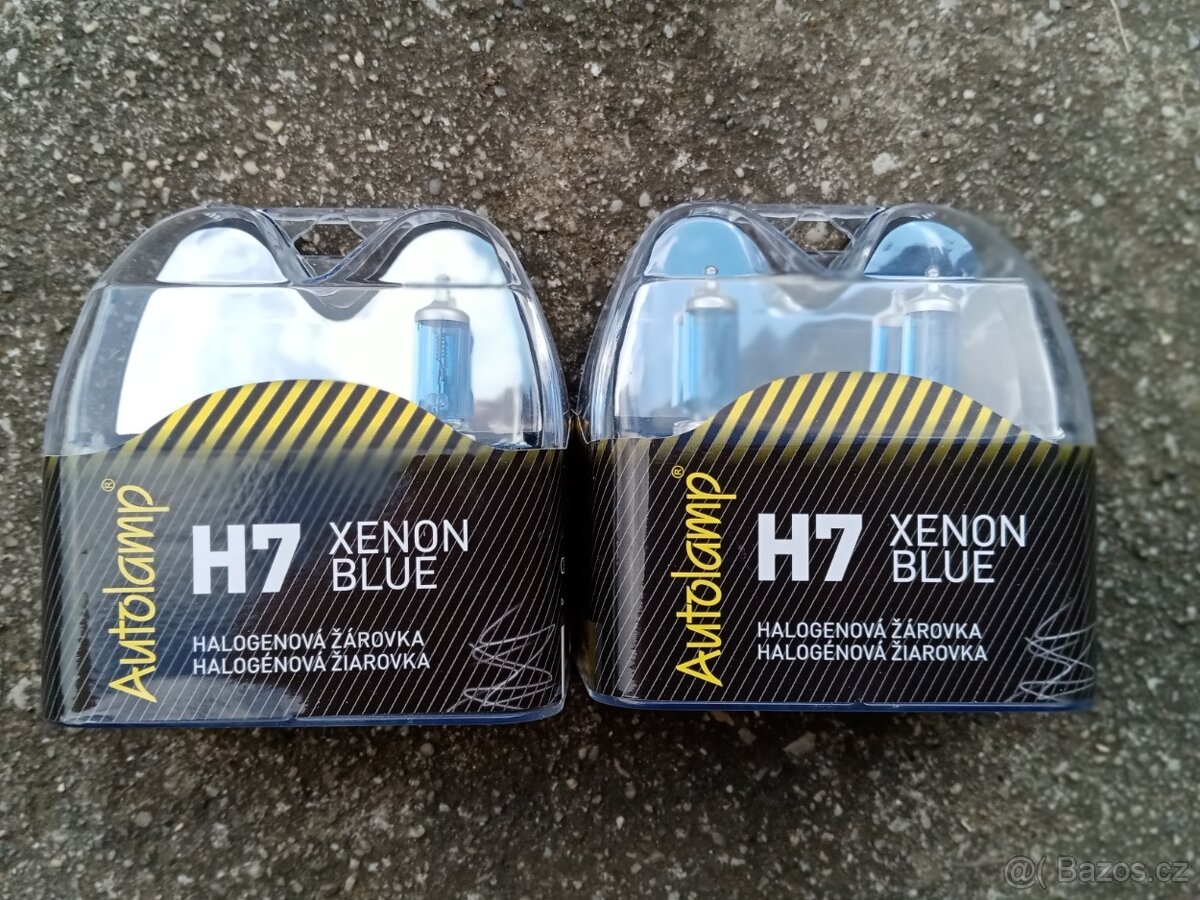 Autolamp®
H7 XENON
BLUE
HALOGENOVÁ ŽÁROVKA
HALOGÉNOVÁ ŽIAROVKA
Autolamp®
H7 XENON
BLUE
HALOGENOVÁ ŽÁROVKA
HALOGÉNOVÁ ŽIAROVKA
@( Bazos.cz